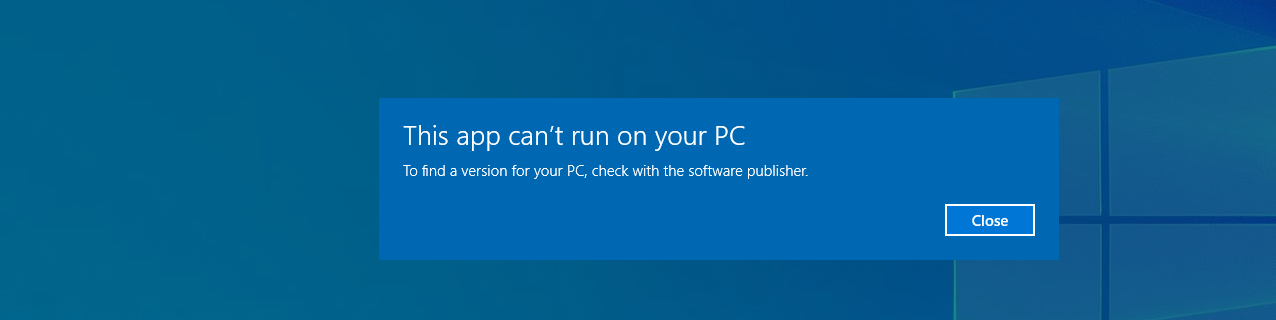 This app can’t run on your PC
To find a version for your PC, check with the software publisher.
Close